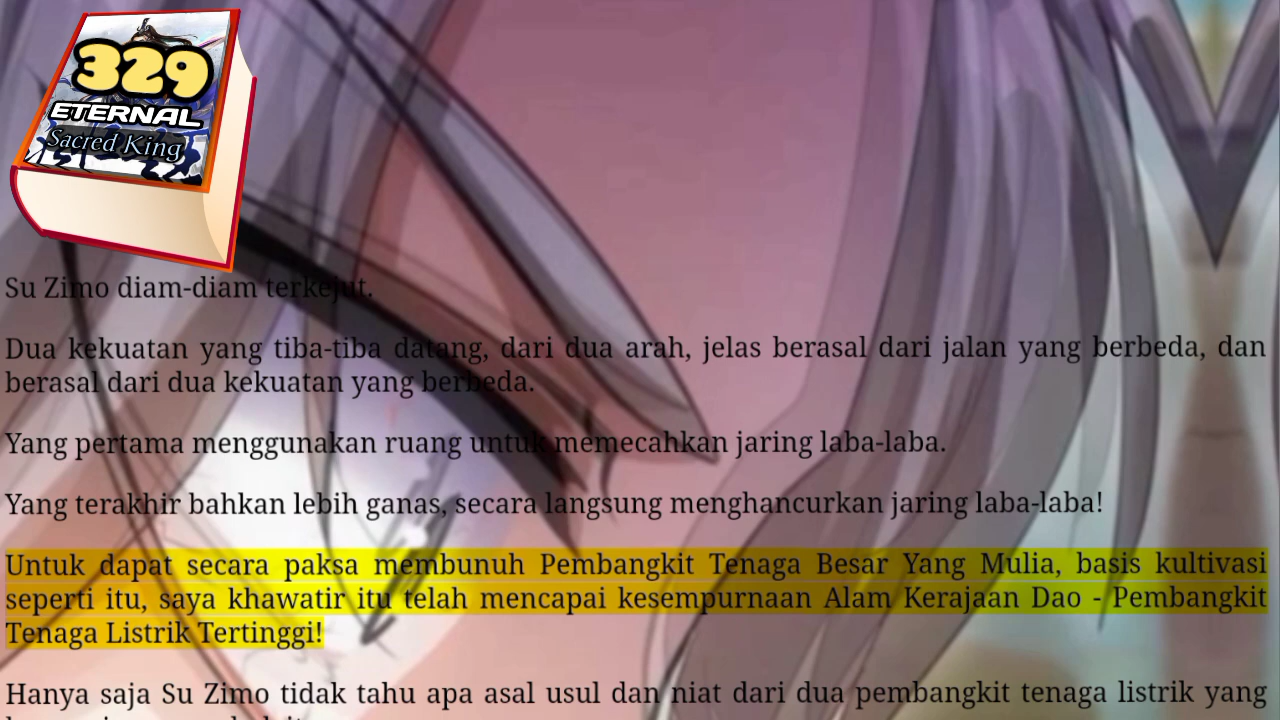 329
ETERNAL
Sacred King
Su Zimo diam-diam terkejut.
Dua kekuatan yang tiba-tiba datang, dari dua arah, jelas berasal dari jalan yang berbeda, dan
berasal dari dua kekuatan yang berbeda.
Yang pertama menggunakan ruang untuk memecahkan jaring laba-laba.
Yang terakhir bahkan lebih ganas, secara langsung menghancurkan jaring laba-laba!
Untuk dapat secara paksa membunuh Pembangkit Tenaga Besar Yang Mulia, basis kultivasi
seperti itu, saya khawatir itu telah mencapai kesempurnaan Alam Kerajaan Dao - Pembangkit
Tenaga Listrik Tertinggi!
Hanya saja Su Zimo tidak tahu apa asal usul dan niat dari dua pembangkit tenaga listrik yang